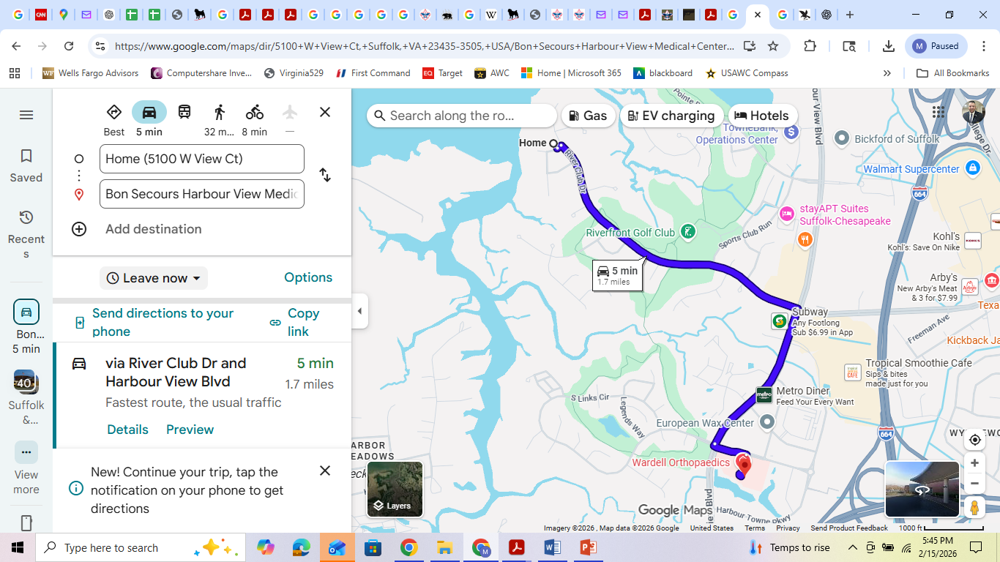 Paused
https://www.google.com/maps/dir/5100+W+View+Ct,+Suffolk,+VA+23435-3505,+USA/Bon+Secours+Harbour+View+Medical+Center...
Wells Fargo Advisors
Computershare Inve...
Virginia529
First Command
Target
AWC
Home | Microsoft 365
blackboard
USAWC Compass
»
All Bookmarks
Saved
Recent
s
Bon...
5 min
40
Suffolk
&...
View
more
Best
5 min
32 m...
8 min
—
Home (5100 W View Ct)
Bon Secours Harbour View Medic
Add destination
Leave now
Options
Send directions to your
phone
Copy
link
via River Club Dr and
Harbour View Blvd
5 min
1.7 miles
Fastest route, the usual traffic
Details
Preview
New! Continue your trip, tap the
notification on your phone to get
directions
Search along the ro...
Gas
EV charging
Hotels
Home
River Club Dr
TowneBank,
Operations Center
Bickford of Suffolk
Walmart Supercenter
664
stayAPT Suites
Suffolk-Chesapeake
Riverfront Golf Club
Sports Club Run
Kohl's
Kohl's: Save On Nike
5 min
1.7 miles
Arby's
New Arby's Meat
& 3 for $7.99
Texa
Subway
Any Footlong
Sub $6.99 in App
Freeman Ave
Kickback Ja
Tropical Smoothie Cafe
Sips & bites
made just for you
Metro Diner
Feed Your Every Want
S Links Cir
Legends Way
European Wax Center
664
Wardell Orthopaedics
ARBOR
EADOWS
Harbour Towne Pkwy
Layers
Google Maps
Imagery ©2026 , Map data ©2026 Google
United States
Terms
Privacy
Send Product Feedback
1000 ft
Type here to search
Temps to rise
5:45 PM
2/15/2026